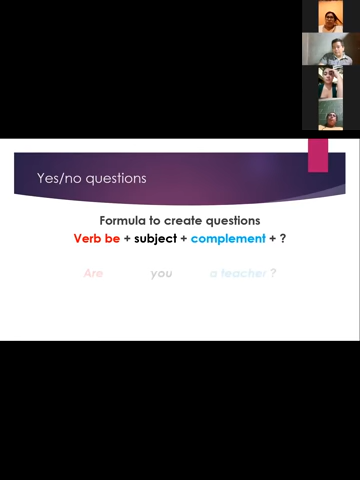 Yes/no questions
Formula to create questions
Verb be + subject + complement + ?
Are you a teacher ?